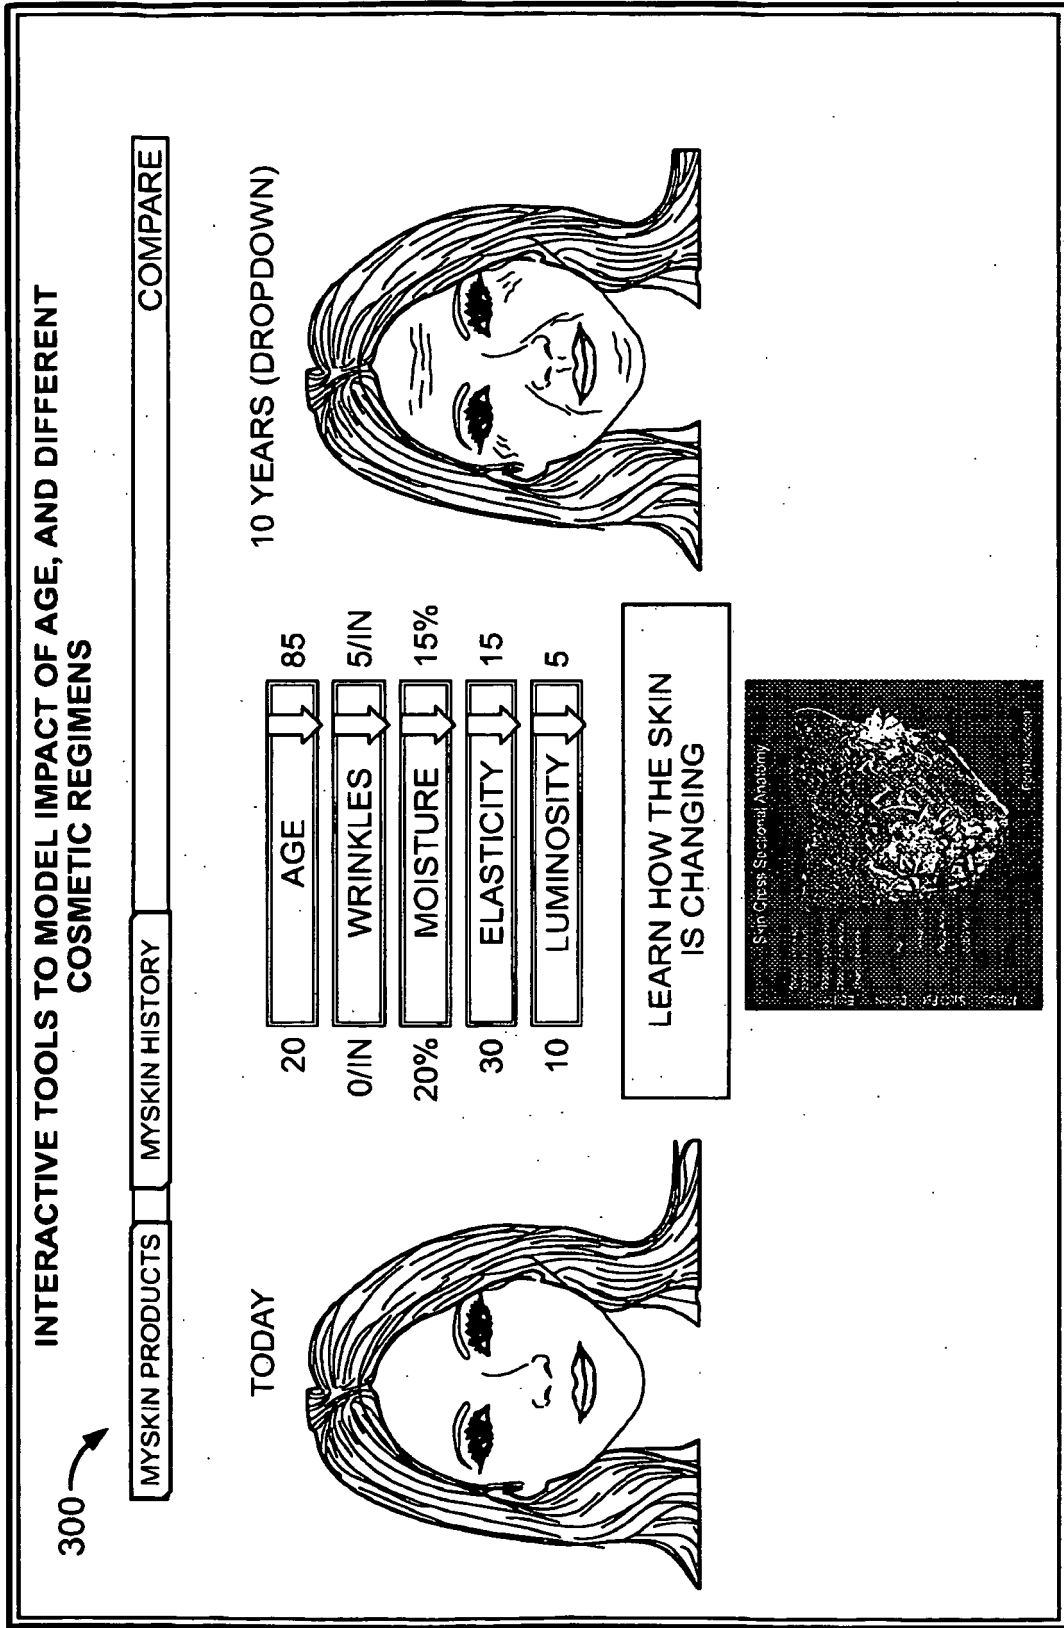 INTERACTIVE TOOLS TO MODEL IMPACT OF AGE, AND DIFFERENT
COSMETIC REGIMENS
300
MYSKIN PRODUCTS
MYSKIN HISTORY
COMPARE
TODAY
10 YEARS (DROPDOWN)
20 AGE 85
0/IN WRINKLES 5/IN
20% MOISTURE 15%
30 ELASTICITY 15
10 LUMINOSITY 5
LEARN HOW THE SKIN
IS CHANGING
Skin Cross Sectional Anatomy